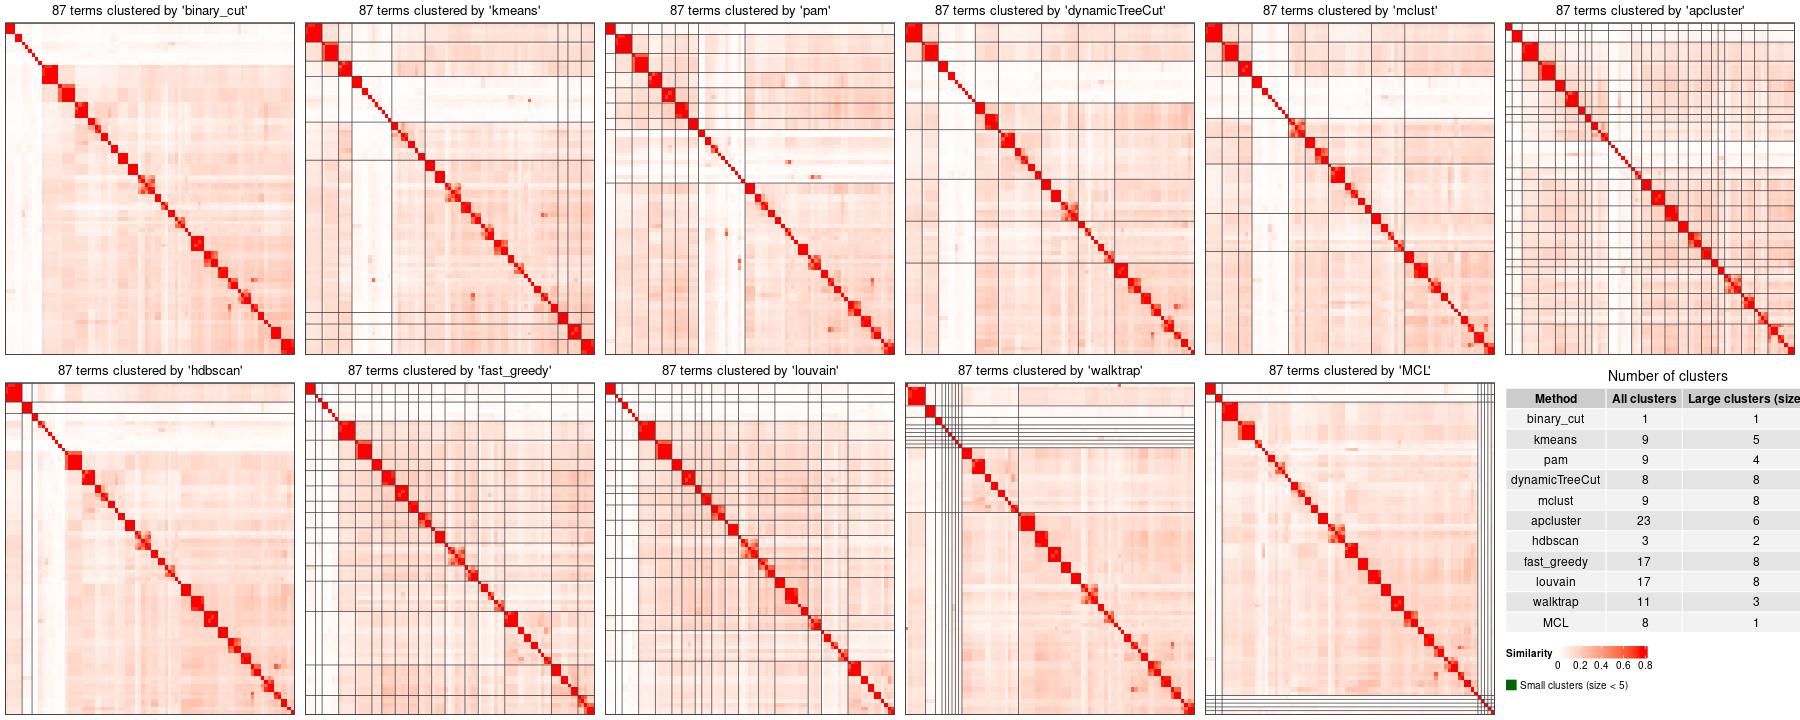 87 terms clustered by 'binary_cut'
87 terms clustered by 'kmeans'
87 terms clustered by 'pam'
87 terms clustered by 'dynamicTreeCut'
87 terms clustered by 'mclust'
87 terms clustered by 'apcluster'
87 terms clustered by 'hdbscan'
87 terms clustered by 'fast_greedy'
87 terms clustered by 'louvain'
87 terms clustered by 'walktrap'
87 terms clustered by 'MCL'
Number of clusters
Method All clusters Large clusters (size
binary_cut 1 1
kmeans 9 5
pam 9 4
dynamicTreeCut 8 8
mclust 9 8
apcluster 23 6
hdbscan 3 2
fast_greedy 17 8
louvain 17 8
walktrap 11 3
MCL 8 1
Similarity
0 0.2 0.4 0.6 0.8
Small clusters (size < 5)